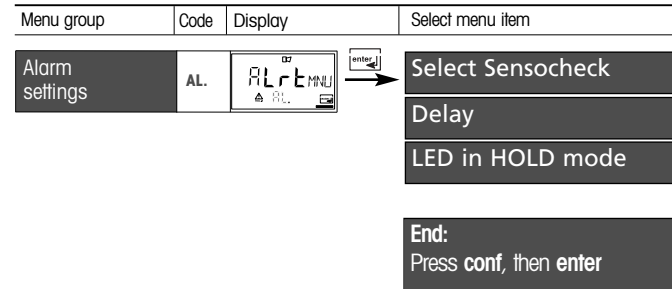 Menu group Code Display Select menu item
Alarm
settings
AL.
ALrt MNU
AL.
enter
Select Sensocheck
Delay
LED in HOLD mode
End:
Press conf, then enter